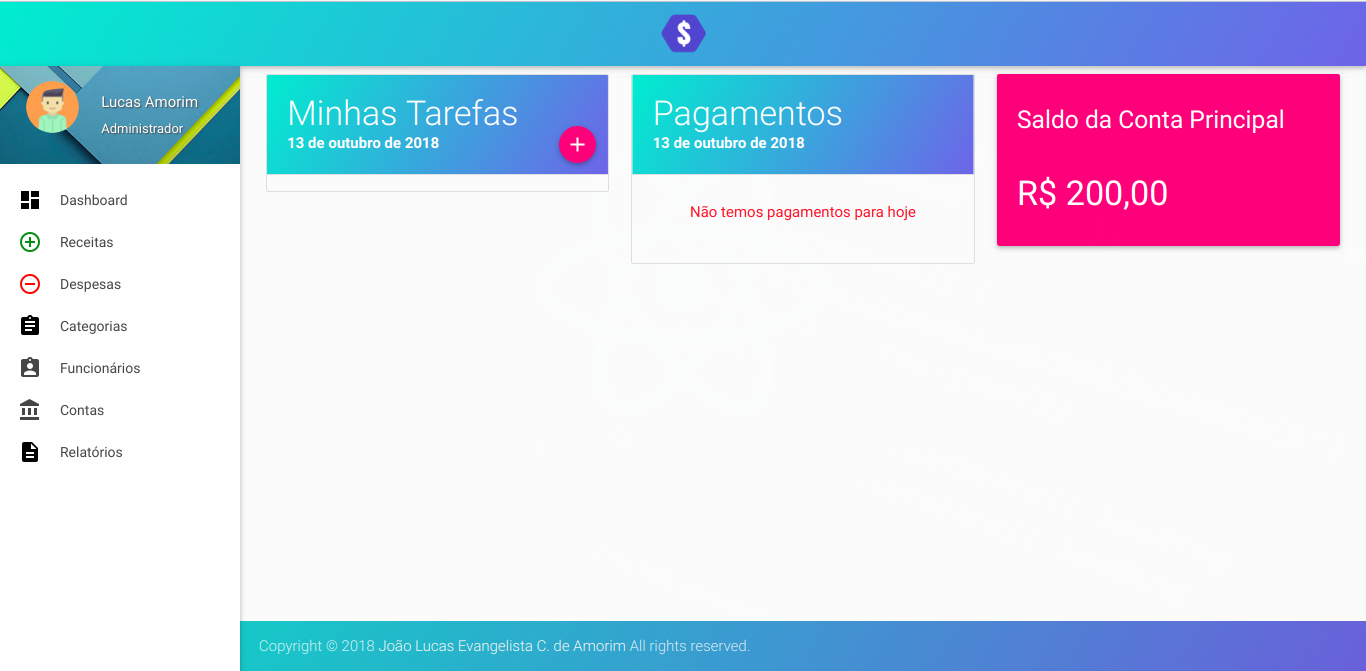 $
Lucas Amorim
Administrador
Dashboard
Receitas
Despesas
Categorias
Funcionários
Contas
Relatórios
Minhas Tarefas
13 de outubro de 2018
+
Pagamentos
13 de outubro de 2018
Não temos pagamentos para hoje
Saldo da Conta Principal
R$ 200,00
Copyright © 2018 João Lucas Evangelista C. de Amorim All rights reserved.